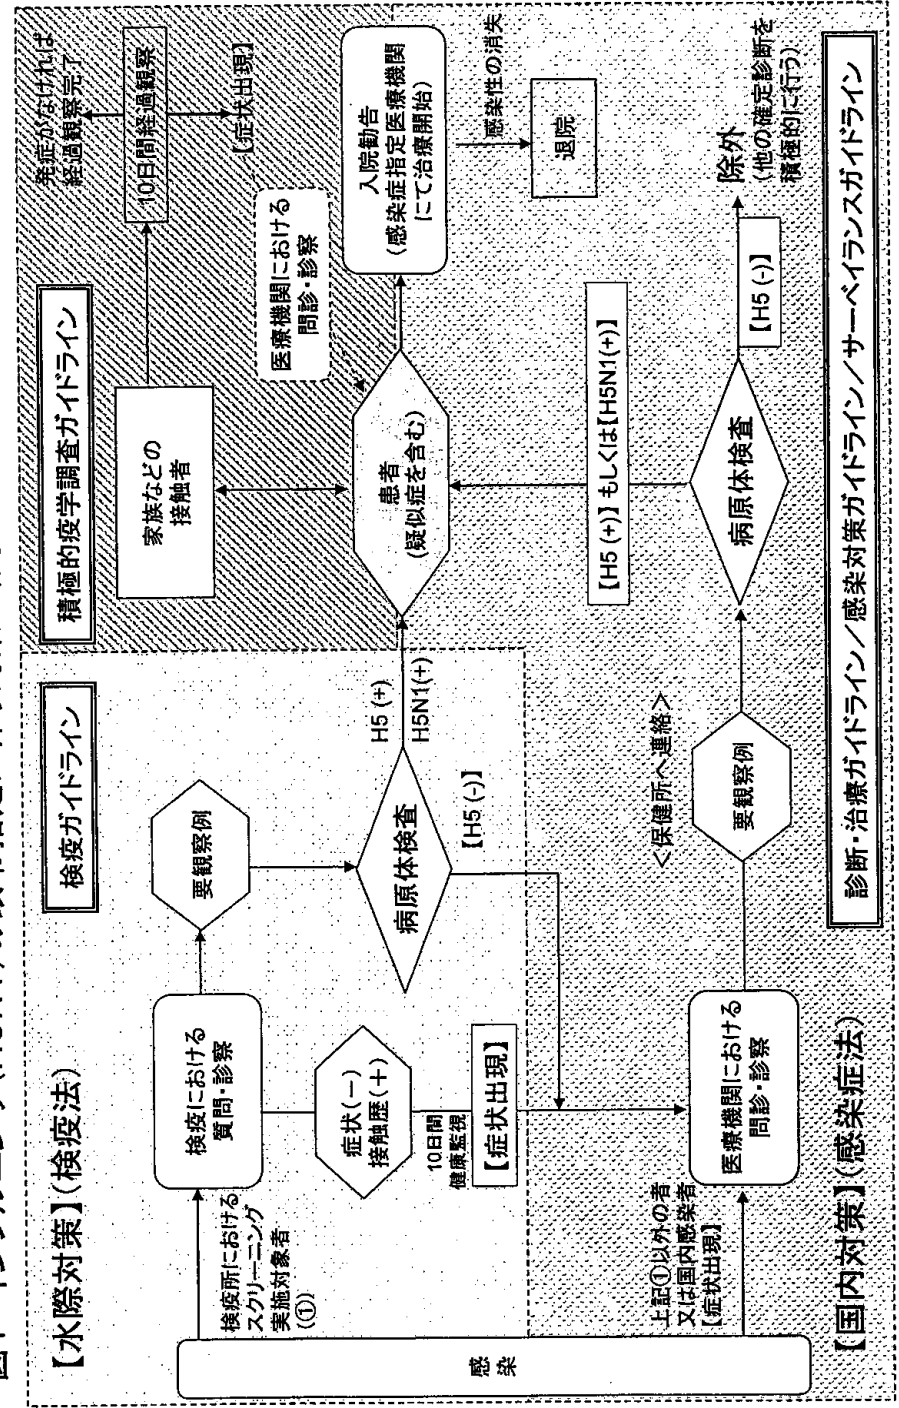 【水際対策】(検疫法)
検疫ガイドライン
積極的疫学調査ガイドライン
発症がなければ
経過観察完了
10日間経過観察
【症状出現】
家族などの
接触者
検疫所における
スクリーニング
実施対象者
(①)
検疫における
質問・診察
要観察例
症状(－)
接触歴(＋)
10日間
健康監視
【症状出現】
病原体検査
H5 (+)
H5N1(+)
【H5 (-)】
患者
(疑似症を含む)
医療機関における
問診・診察
入院勧告
(感染症指定医療機関
にて治療開始)
感染性の消失
退院
感
染
上記①以外の者
又は国内感染者
【症状出現】
医療機関における
問診・診察
＜保健所へ連絡＞
要観察例
病原体検査
【H5 (+)】もしくは【H5N1(+)】
【H5 (-)】
除外
(他の確定診断を
積極的に行う)
【国内対策】(感染症法)
診断・治療ガイドライン／感染対策ガイドライン／サーベイランスガイドライン